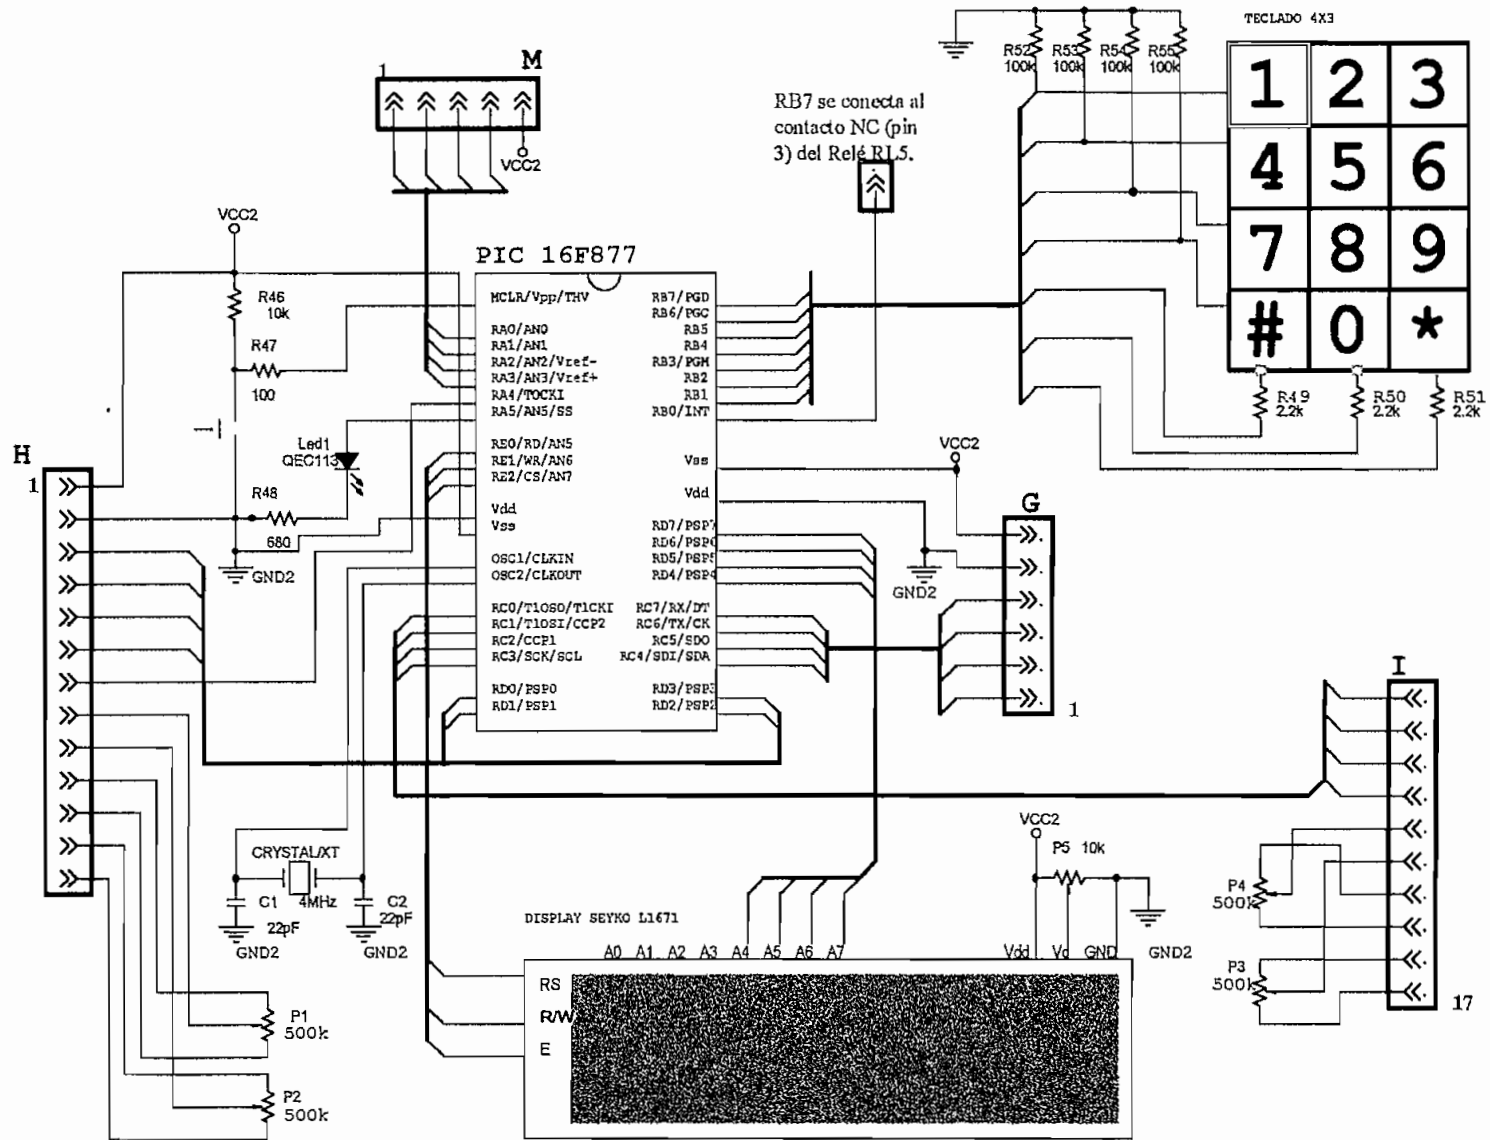 TECLADO 4X3
R52
100k
R53
100k
R54
100k
R55
100k
1 2 3
4 5 6
7 8 9
# 0 *
R49
2.2k
R50
2.2k
R51
2.2k
1
M
VCC2
RB7 se conecta al
contacto NC (pin
3) del Relé RL5.
VCC2
R46
10k
R47
100
Led1
QEC113
R48
680
GND2
H
1
PIC 16F877
MCLR/Vpp/THV
RA0/AN0
RA1/AN1
RA2/AN2/Vref-
RA3/AN3/Vref+
RA4/TOCKI
RA5/AN5/SS
RE0/RD/AN5
RE1/WR/AN6
RE2/CS/AN7
Vdd
Vss
OSC1/CLKIN
OSC2/CLKOUT
RC0/T1OSO/T1CKI
RC1/T1OSI/CCP2
RC2/CCP1
RC3/SCK/SCL
RD0/PSP0
RD1/PSP1
RB7/PGD
RB6/PGC
RB5
RB4
RB3/PGM
RB2
RB1
RB0/INT
Vss
Vdd
RD7/PSP7
RD6/PSP6
RD5/PSP5
RD4/PSP4
RC7/RX/DT
RC6/TX/CK
RC5/SDO
RC4/SDI/SDA
RD3/PSP3
RD2/PSP2
VCC2
GND2
G
1
I
17
CRYSTAL/XT
4MHz
C1
22pF
GND2
C2
22pF
GND2
P1
500k
P2
500k
P4
500k
P3
500k
VCC2
P5 10k
GND2
DISPLAY SEYKO L1671
A0 A1 A2 A3 A4 A5 A6 A7
Vdd Vo GND
RS
R/W
E